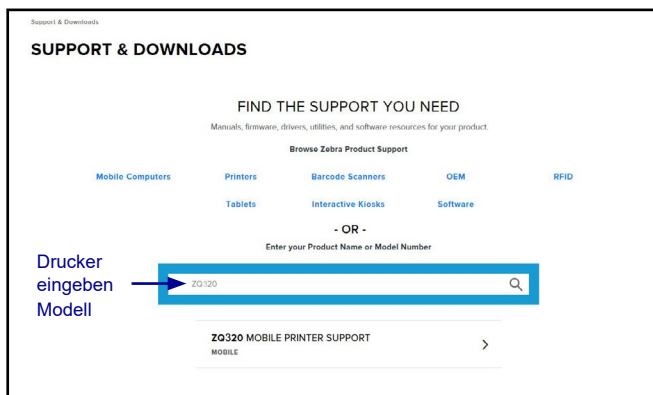 Support & Downloads
SUPPORT & DOWNLOADS
FIND THE SUPPORT YOU NEED
Manuals, firmware, drivers, utilities, and software resources for your product.
Browse Zebra Product Support
Mobile Computers Printers Barcode Scanners OEM RFID
Tablets Interactive Kiosks Software
- OR -
Enter your Product Name or Model Number
Drucker
eingeben
Modell
ZQ320
ZQ320 MOBILE PRINTER SUPPORT
MOBILE